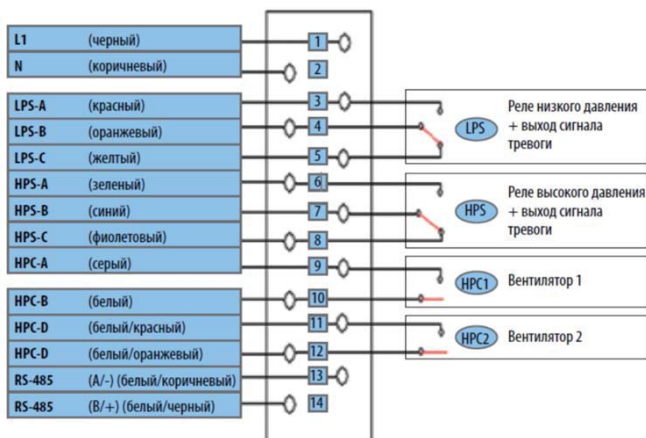 L1 (черный) 1
N (коричневый) 2
LPS-A (красный) 3
LPS-B (оранжевый) 4
LPS-C (желтый) 5
HPS-A (зеленый) 6
HPS-B (синий) 7
HPS-C (фиолетовый) 8
HPC-A (серый) 9
HPC-B (белый) 10
HPC-D (белый/красный) 11
HPC-D (белый/оранжевый) 12
RS-485 (A/-) (белый/коричневый) 13
RS-485 (B/+) (белый/черный) 14
LPS
Реле низкого давления
+ выход сигнала
тревоги
HPS
Реле высокого давления
+ выход сигнала
тревоги
HPC1 Вентилятор 1
HPC2 Вентилятор 2